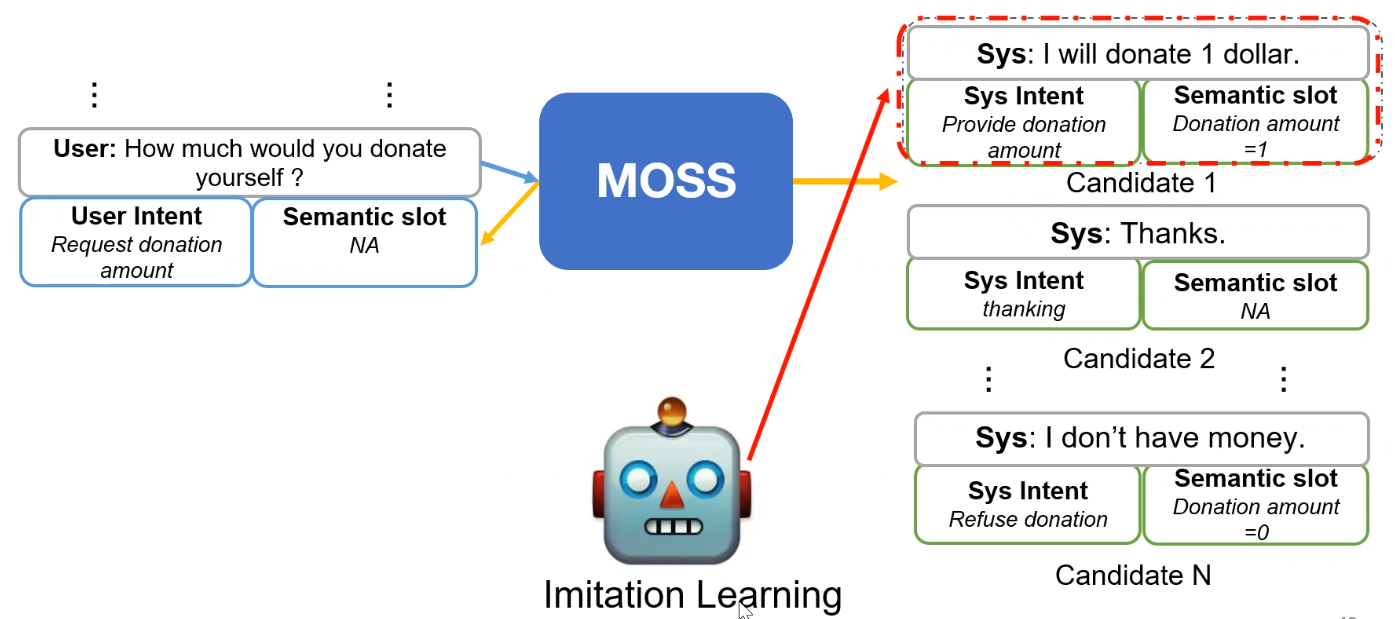 User: How much would you donate
yourself ?
User Intent
Request donation
amount
Semantic slot
NA
MOSS
Imitation Learning
Sys: I will donate 1 dollar.
Sys Intent
Provide donation
amount
Semantic slot
Donation amount
=1
Candidate 1
Sys: Thanks.
Sys Intent
thanking
Semantic slot
NA
Candidate 2
Sys: I don’t have money.
Sys Intent
Refuse donation
Semantic slot
Donation amount
=0
Candidate N